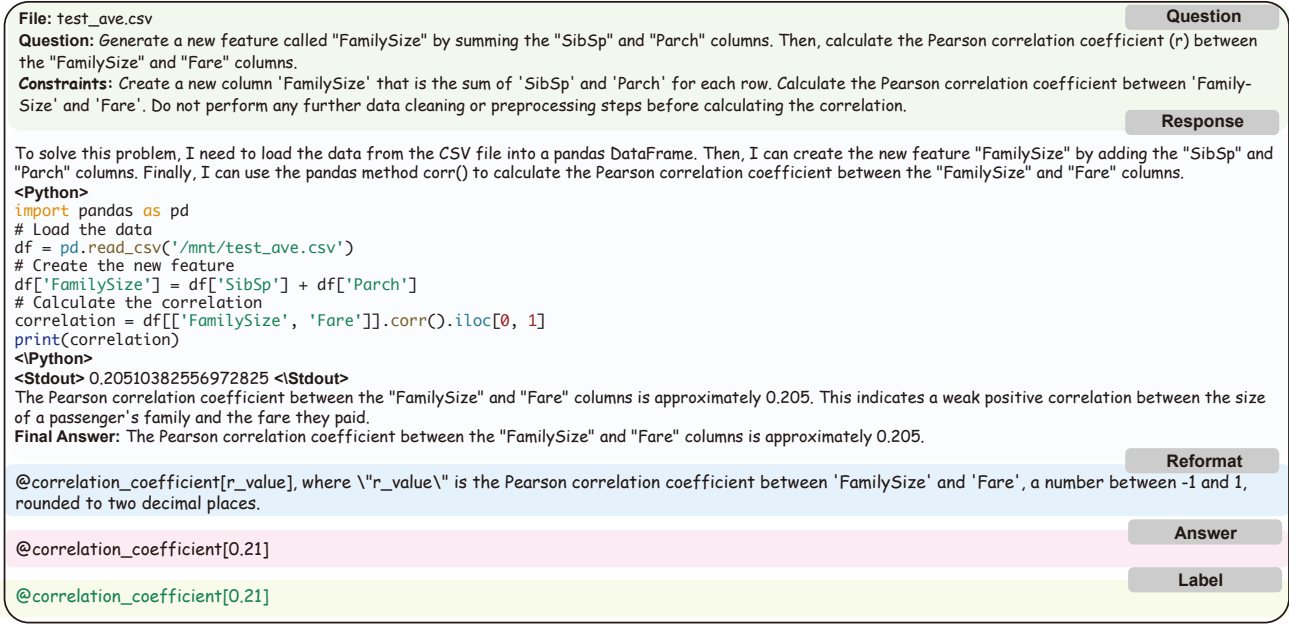 Question
File: test_ave.csv
Question: Generate a new feature called "FamilySize" by summing the "SibSp" and "Parch" columns. Then, calculate the Pearson correlation coefficient (r) between
the "FamilySize" and "Fare" columns.
Constraints: Create a new column 'FamilySize' that is the sum of 'SibSp' and 'Parch' for each row. Calculate the Pearson correlation coefficient between 'Family-
Size' and 'Fare'. Do not perform any further data cleaning or preprocessing steps before calculating the correlation.
Response
To solve this problem, I need to load the data from the CSV file into a pandas DataFrame. Then, I can create the new feature "FamilySize" by adding the "SibSp" and
"Parch" columns. Finally, I can use the pandas method corr() to calculate the Pearson correlation coefficient between the "FamilySize" and "Fare" columns.
<Python>
import pandas as pd
# Load the data
df = pd.read_csv('/mnt/test_ave.csv')
# Create the new feature
df['FamilySize'] = df['SibSp'] + df['Parch']
# Calculate the correlation
correlation = df[['FamilySize', 'Fare']].corr().iloc[0, 1]
print(correlation)
<\Python>
<Stdout> 0.20510382556972825 <\Stdout>
The Pearson correlation coefficient between the "FamilySize" and "Fare" columns is approximately 0.205. This indicates a weak positive correlation between the size
of a passenger's family and the fare they paid.
Final Answer: The Pearson correlation coefficient between the "FamilySize" and "Fare" columns is approximately 0.205.
Reformat
@correlation_coefficient[r_value], where \"r_value\" is the Pearson correlation coefficient between 'FamilySize' and 'Fare', a number between -1 and 1,
rounded to two decimal places.
Answer
@correlation_coefficient[0.21]
Label
@correlation_coefficient[0.21]